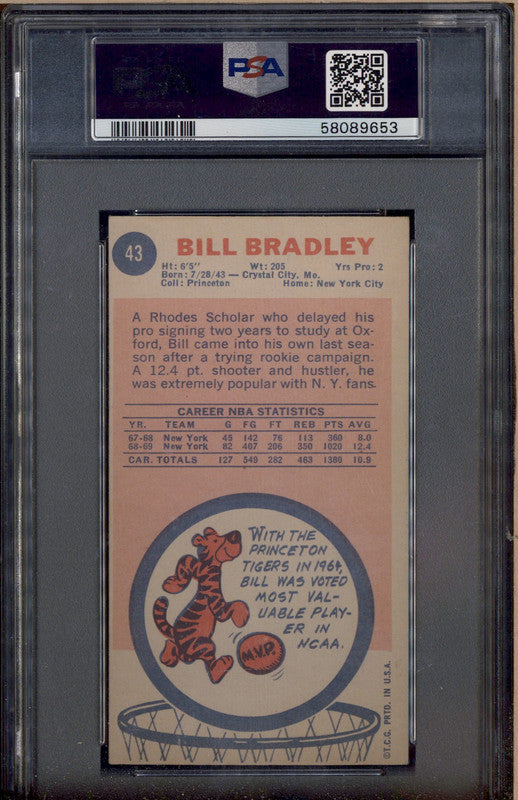 PSA
58089653
43
BILL BRADLEY
Ht: 6'5" Wt: 205 Yrs Pro: 2
Born: 7/28/43 — Crystal City, Mo.
Coll: Princeton Home: New York City
A Rhodes Scholar who delayed his
pro signing two years to study at Ox-
ford, Bill came into his own last sea-
son after a trying rookie campaign.
A 12.4 pt. shooter and hustler, he
was extremely popular with N. Y. fans.
CAREER NBA STATISTICS
YR. TEAM G FG FT REB PTS AVG
67-68 New York 45 142 76 113 360 8.0
68-69 New York 82 407 206 350 1020 12.4
CAR. TOTALS 127 549 282 463 1380 10.9
WITH THE
PRINCETON
TIGERS IN 1964,
BILL WAS VOTED
MOST VAL-
UABLE PLAY-
ER IN
NCAA.
M.V.P.
©T.C.G. PRTD. IN U.S.A.